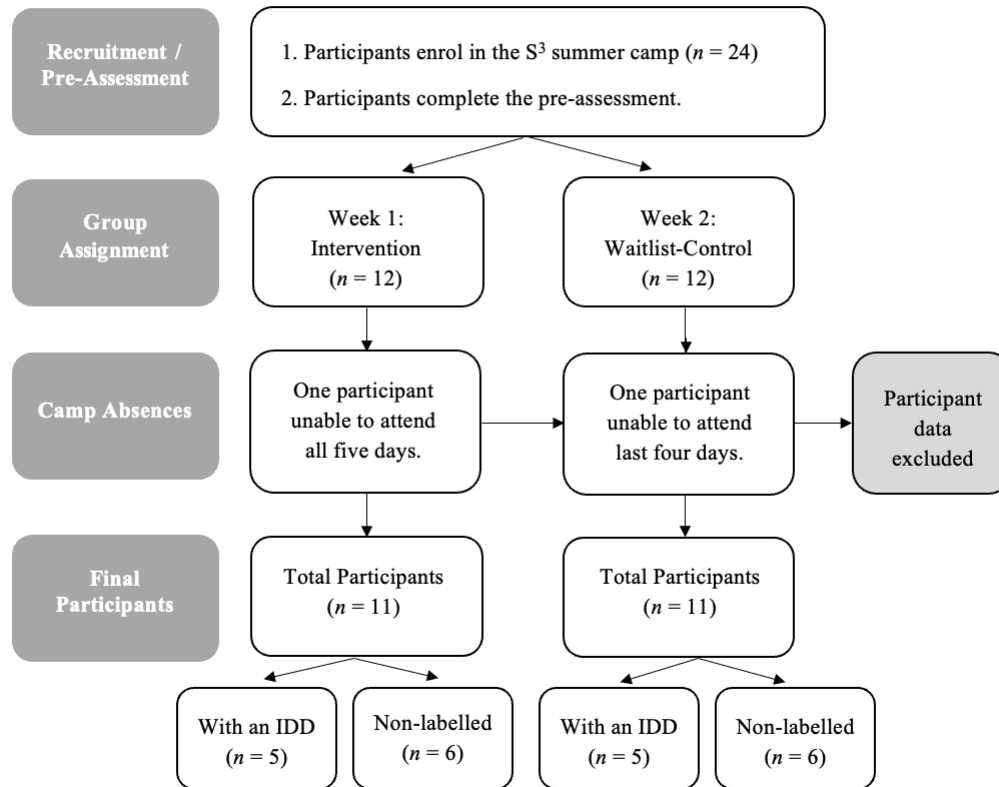 Recruitment /
Pre-Assessment
1. Participants enrol in the S³ summer camp (n = 24)
2. Participants complete the pre-assessment.
Group
Assignment
Week 1:
Intervention
(n = 12)
Week 2:
Waitlist-Control
(n = 12)
Camp Absences
One participant
unable to attend
all five days.
One participant
unable to attend
last four days.
Participant
data
excluded
Final
Participants
Total Participants
(n = 11)
Total Participants
(n = 11)
With an IDD
(n = 5)
Non-labelled
(n = 6)
With an IDD
(n = 5)
Non-labelled
(n = 6)